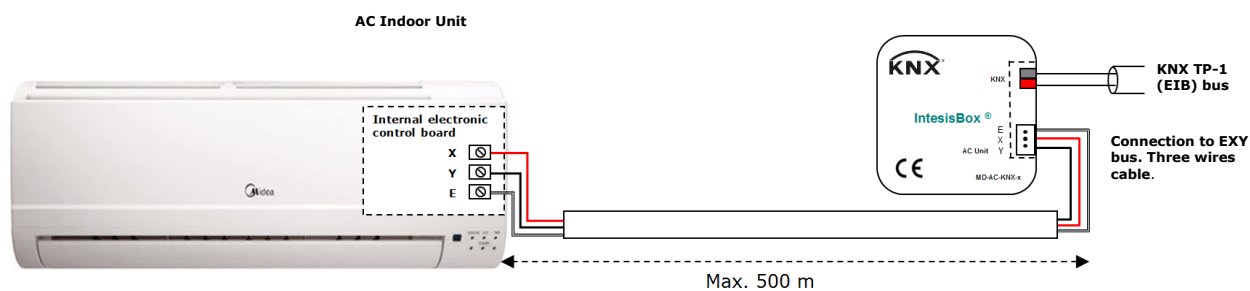 AC Indoor Unit
KNX
KNX
KNX TP-1
(EIB) bus
Internal electronic
control board
X
Y
E
IntesisBox ®
E
X
AC Unit Y
Connection to EXY
bus. Three wires
cable.
CE
MD-AC-KNX-x
Midea
Max. 500 m